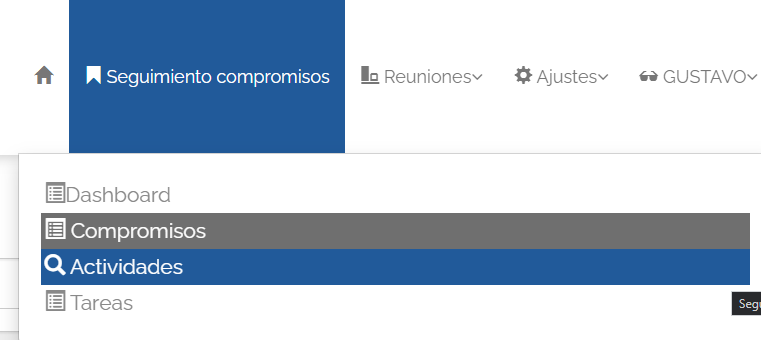 Seguimiento compromisos
Reuniones
Ajustes
GUSTAVO
Dashboard
Compromisos
Actividades
Tareas